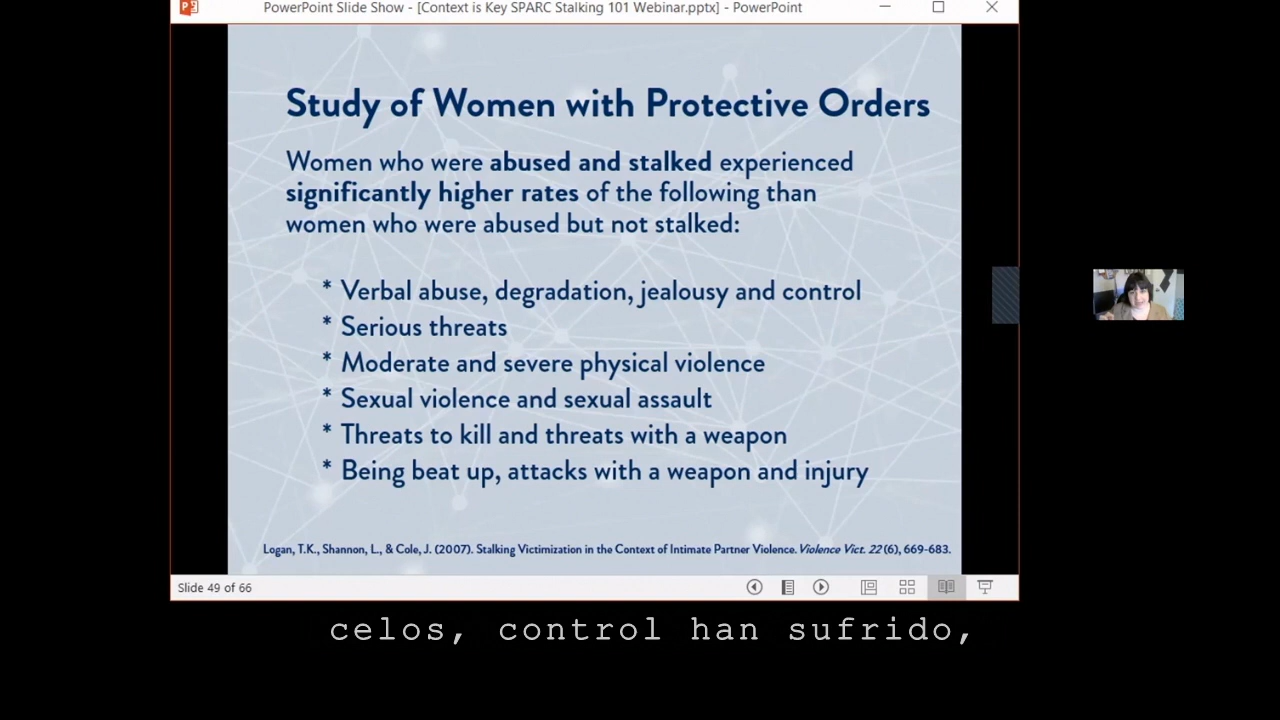 PowerPoint Slide Show - [Context is Key SPARC Stalking 101 Webinar.pptx] - PowerPoint
Study of Women with Protective Orders
Women who were abused and stalked experienced
significantly higher rates of the following than
women who were abused but not stalked:
* Verbal abuse, degradation, jealousy and control
* Serious threats
* Moderate and severe physical violence
* Sexual violence and sexual assault
* Threats to kill and threats with a weapon
* Being beat up, attacks with a weapon and injury
Logan, T.K., Shannon, L., & Cole, J. (2007). Stalking Victimization in the Context of Intimate Partner Violence. Violence Vict. 22 (6), 669-683.
Slide 49 of 66
celos, control han sufrido,